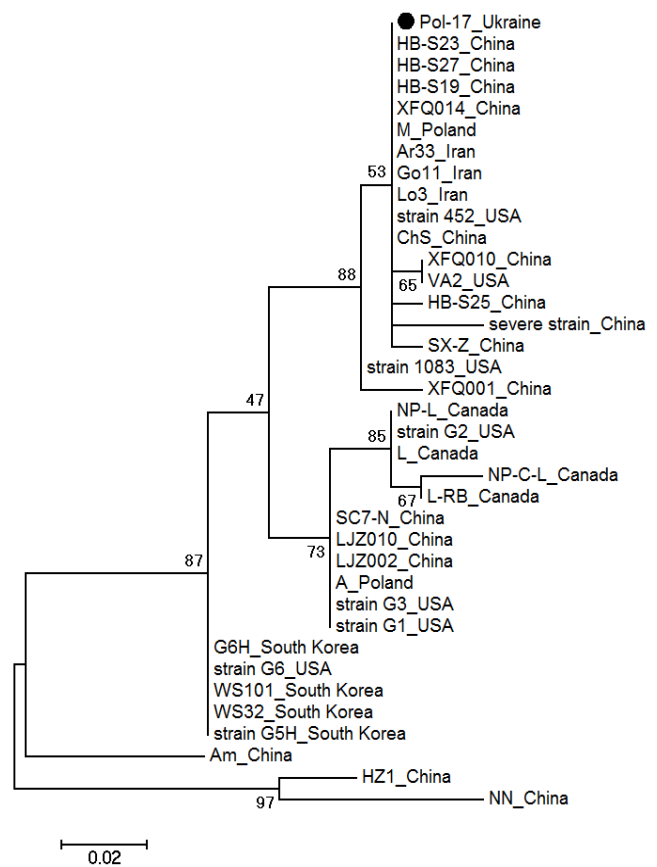 Pol-17_Ukraine
HB-S23_China
HB-S27_China
HB-S19_China
XFQ014_China
M_Poland
Ar33_Iran
53
Go11_Iran
Lo3_Iran
strain 452_USA
ChS_China
XFQ010_China
88
65
VA2_USA
HB-S25_China
severe strain_China
SX-Z_China
strain 1083_USA
XFQ001_China
47
NP-L_Canada
85
strain G2_USA
L_Canada
NP-C-L_Canada
67
L-RB_Canada
SC7-N_China
LJZ010_China
73
87
LJZ002_China
A_Poland
strain G3_USA
strain G1_USA
G6H_South Korea
strain G6_USA
WS101_South Korea
WS32_South Korea
strain G5H_South Korea
Am_China
HZ1_China
97
NN_China
0.02